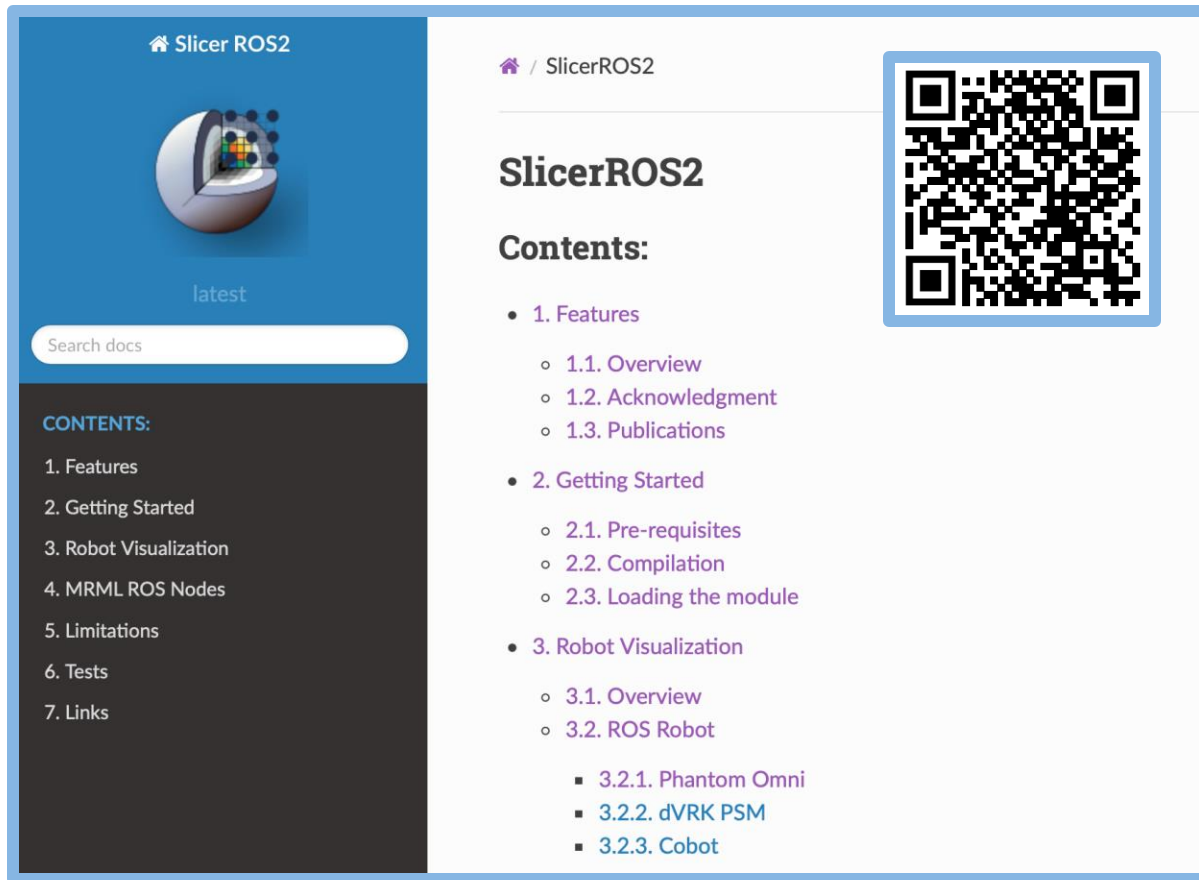 Slicer ROS2
latest
Search docs
CONTENTS:
1. Features
2. Getting Started
3. Robot Visualization
4. MRML ROS Nodes
5. Limitations
6. Tests
7. Links
/ SlicerROS2
SlicerROS2
Contents:
1. Features
1.1. Overview
1.2. Acknowledgment
1.3. Publications
2. Getting Started
2.1. Pre-requisites
2.2. Compilation
2.3. Loading the module
3. Robot Visualization
3.1. Overview
3.2. ROS Robot
3.2.1. Phantom Omni
3.2.2. dVRK PSM
3.2.3. Cobot